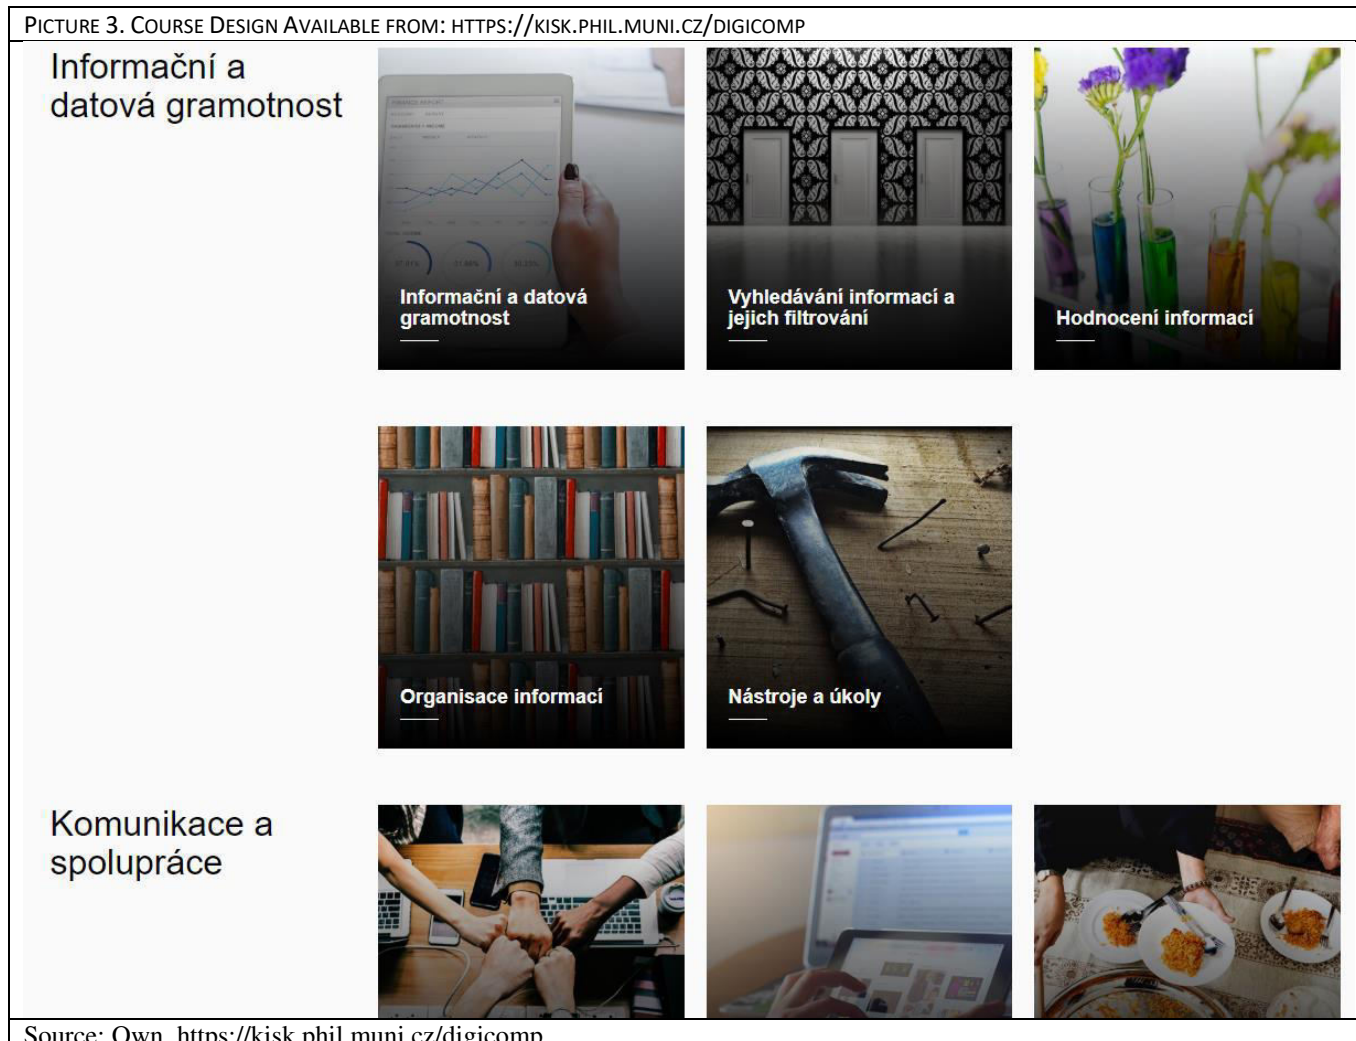 PICTURE 3. COURSE DESIGN AVAILABLE FROM: HTTPS://KISK.PHIL.MUNI.CZ/DIGICOMP
Informační a
datová gramotnost
Informační a datová
gramotnost
Vyhledávání informací a
jejich filtrování
Hodnocení informací
Organisace informací
Nástroje a úkoly
Komunikace a
spolupráce
Source: Own, https://kisk.phil.muni.cz/digicomp